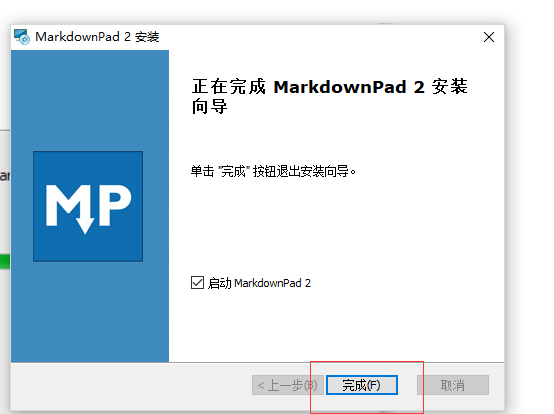 MarkdownPad 2 安装
正在完成 MarkdownPad 2 安装
向导
单击 "完成" 按钮退出安装向导。
MP
启动 MarkdownPad 2
< 上一步(B)
完成(F)
取消